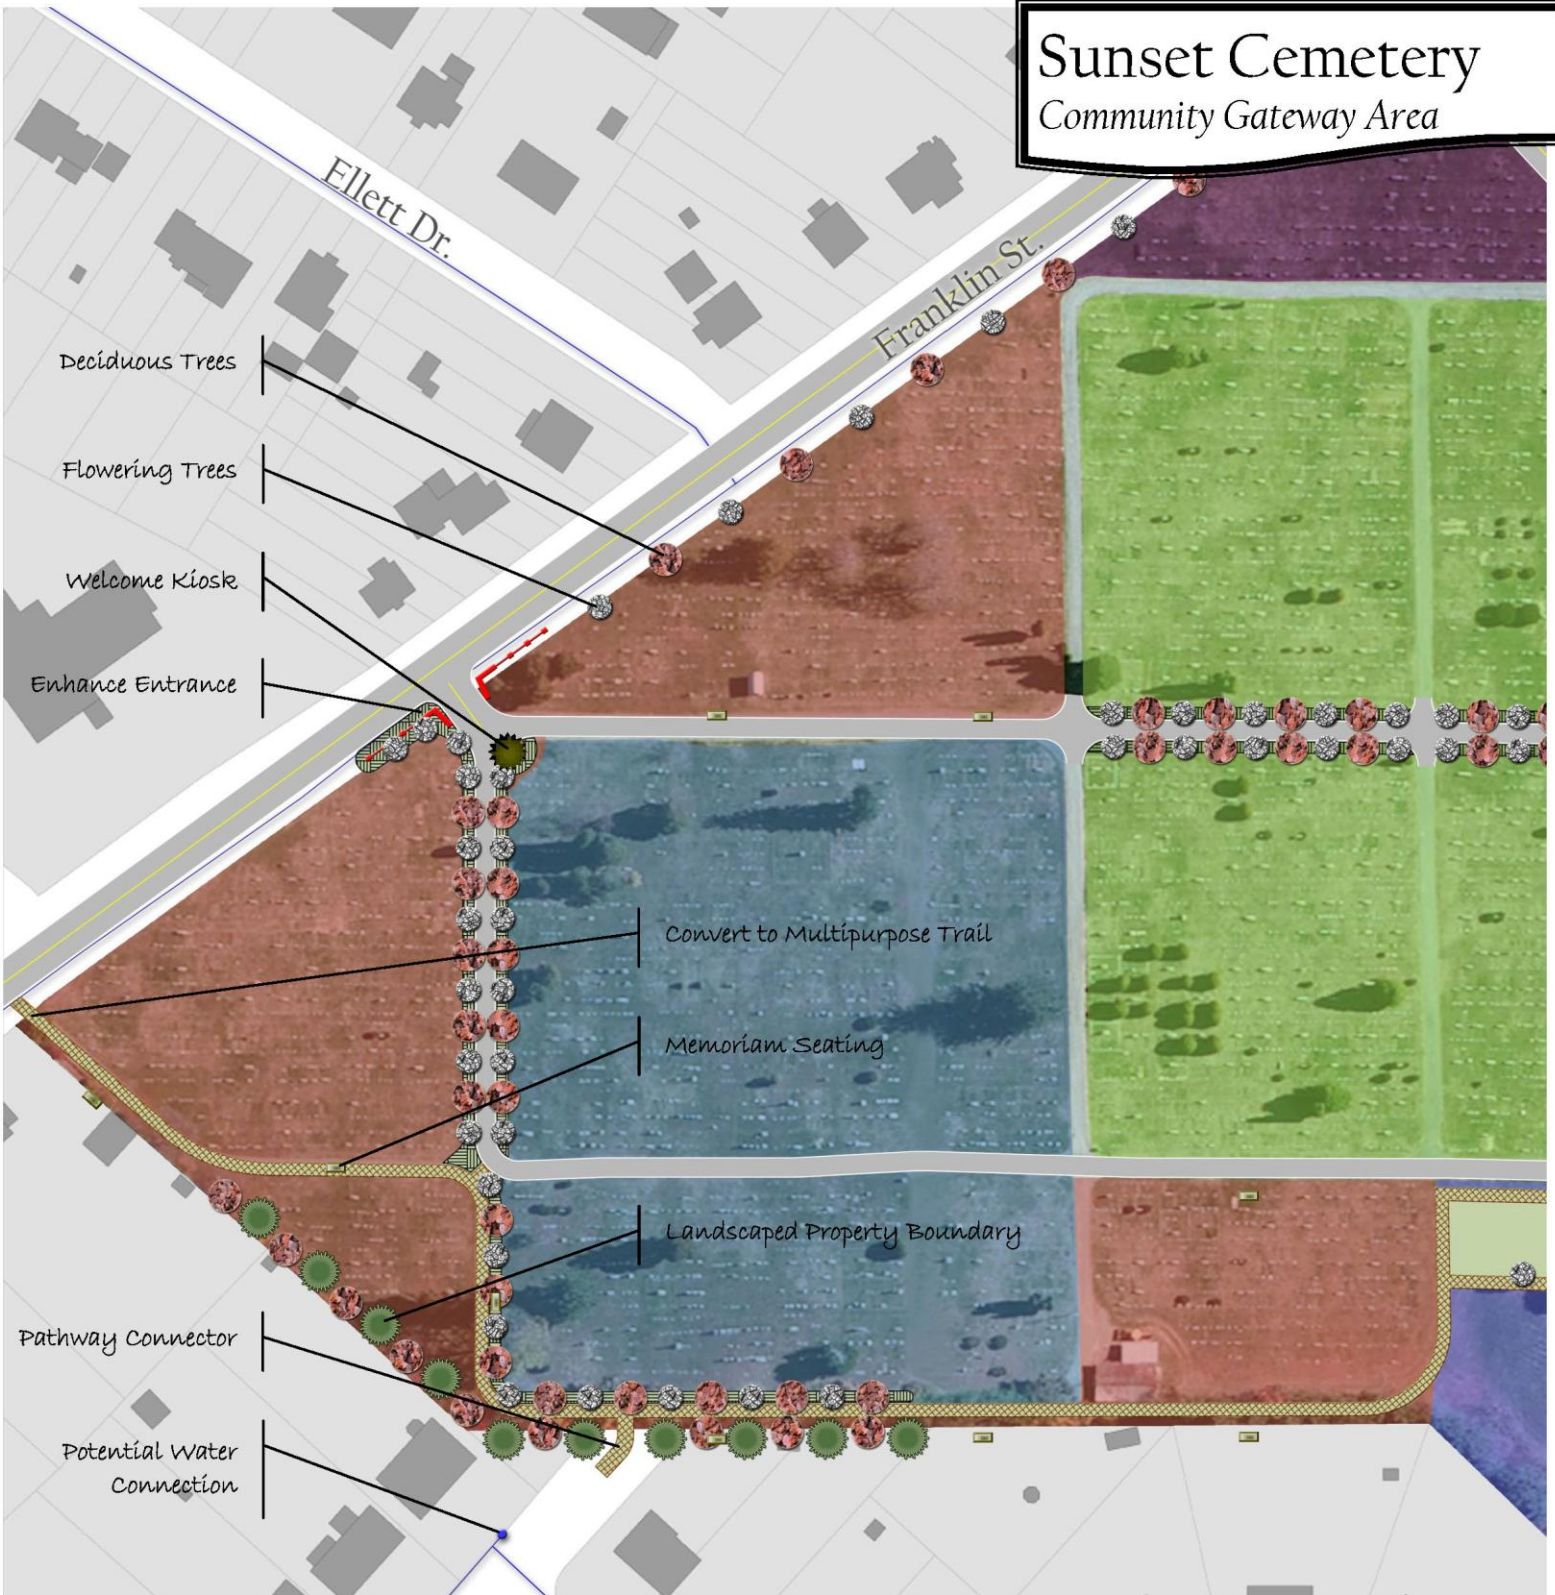 Sunset Cemetery
Community Gateway Area
Ellett Dr.
Franklin St.
Deciduous Trees
Flowering Trees
Welcome Kiosk
Enhance Entrance
Convert to Multipurpose Trail
Memoriam Seating
Landscaped Property Boundary
Pathway Connector
Potential Water
Connection